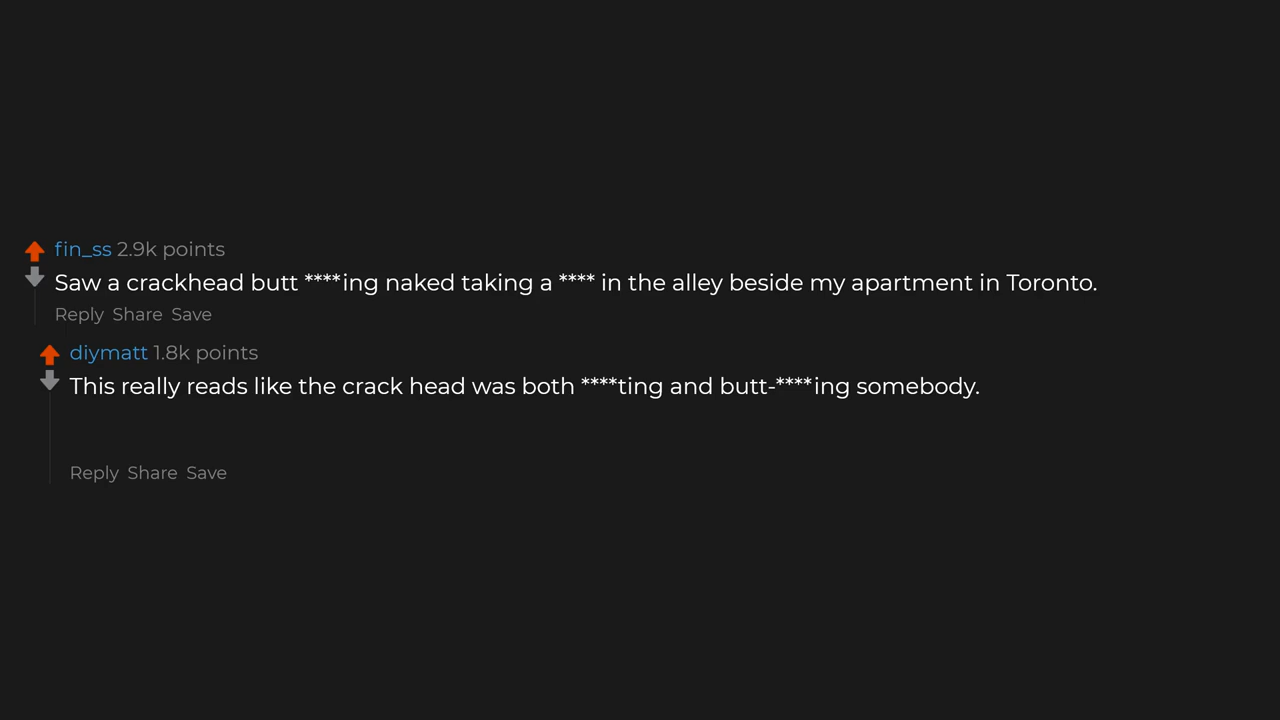 fin_ss 2.9k points
Saw a crackhead butt ****ing naked taking a **** in the alley beside my apartment in Toronto.
Reply Share Save
diymatt 1.8k points
This really reads like the crack head was both ****ting and butt-****ing somebody.
Reply Share Save